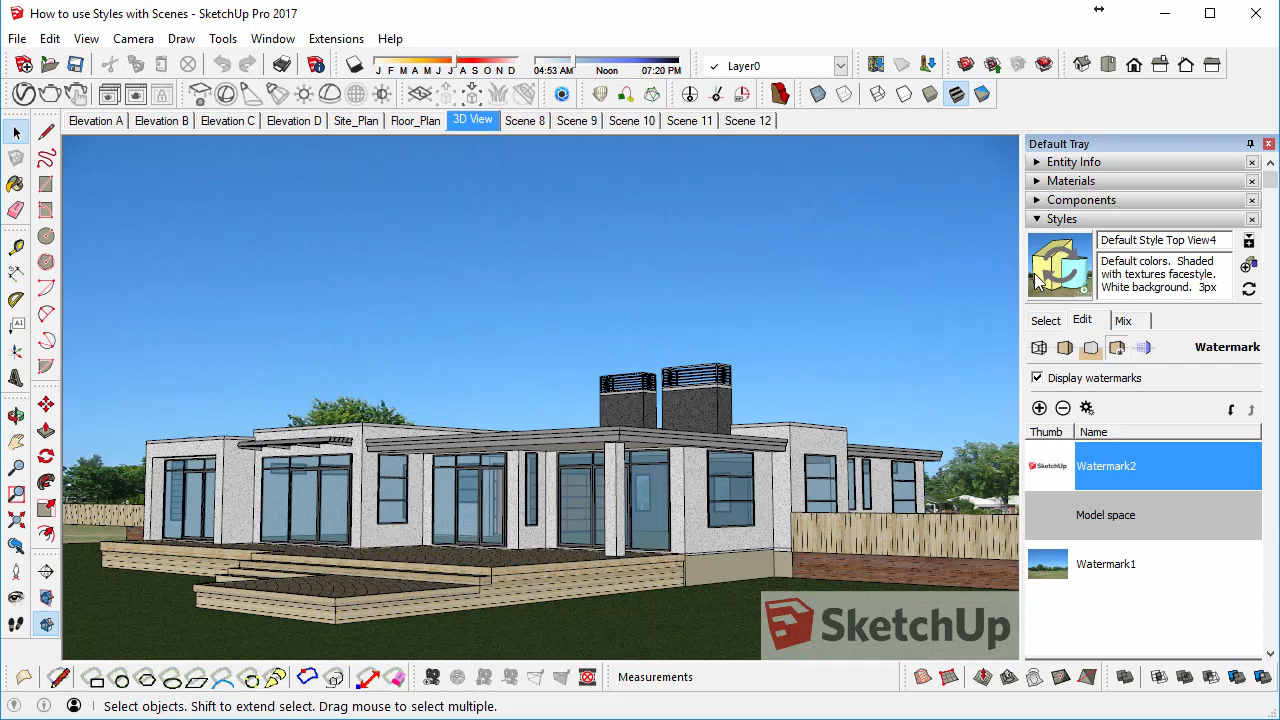 How to use Styles with Scenes - SketchUp Pro 2017
File Edit View Camera Draw Tools Window Extensions Help
J F M A M J J A S O N D
04:53 AM Noon 07:20 PM
Layer0
Elevation A Elevation B Elevation C Elevation D Site_Plan Floor_Plan 3D View Scene 8 Scene 9 Scene 10 Scene 11 Scene 12
Default Tray
Entity Info
Materials
Components
Styles
Default Style Top View4
Default colors. Shaded
with textures facestyle.
White background. 3px
Select Edit Mix
Watermark
Display watermarks
Thumb Name
SketchUp Watermark2
Model space
Watermark1
SketchUp
Measurements
Select objects. Shift to extend select. Drag mouse to select multiple.